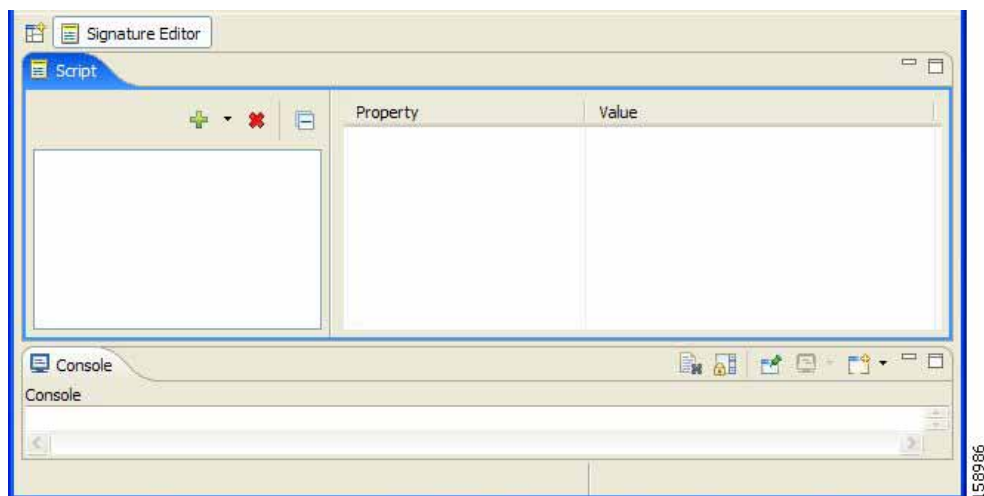 Signature Editor
Script
Property Value
Console
Console
158986